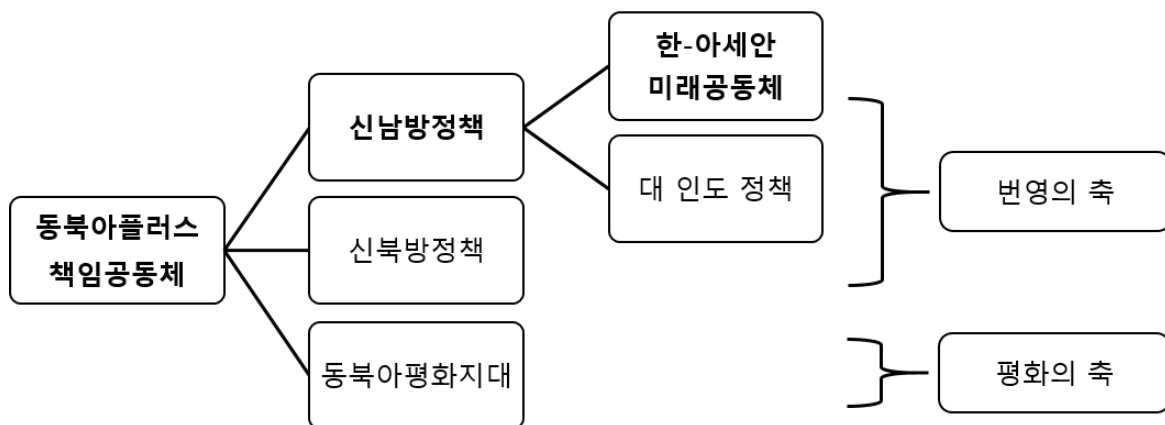 한-아세안
미래공동체
신남방정책
대 인도 정책
번영의 축
동북아플러스
책임공동체
신북방정책
동북아평화지대
평화의 축